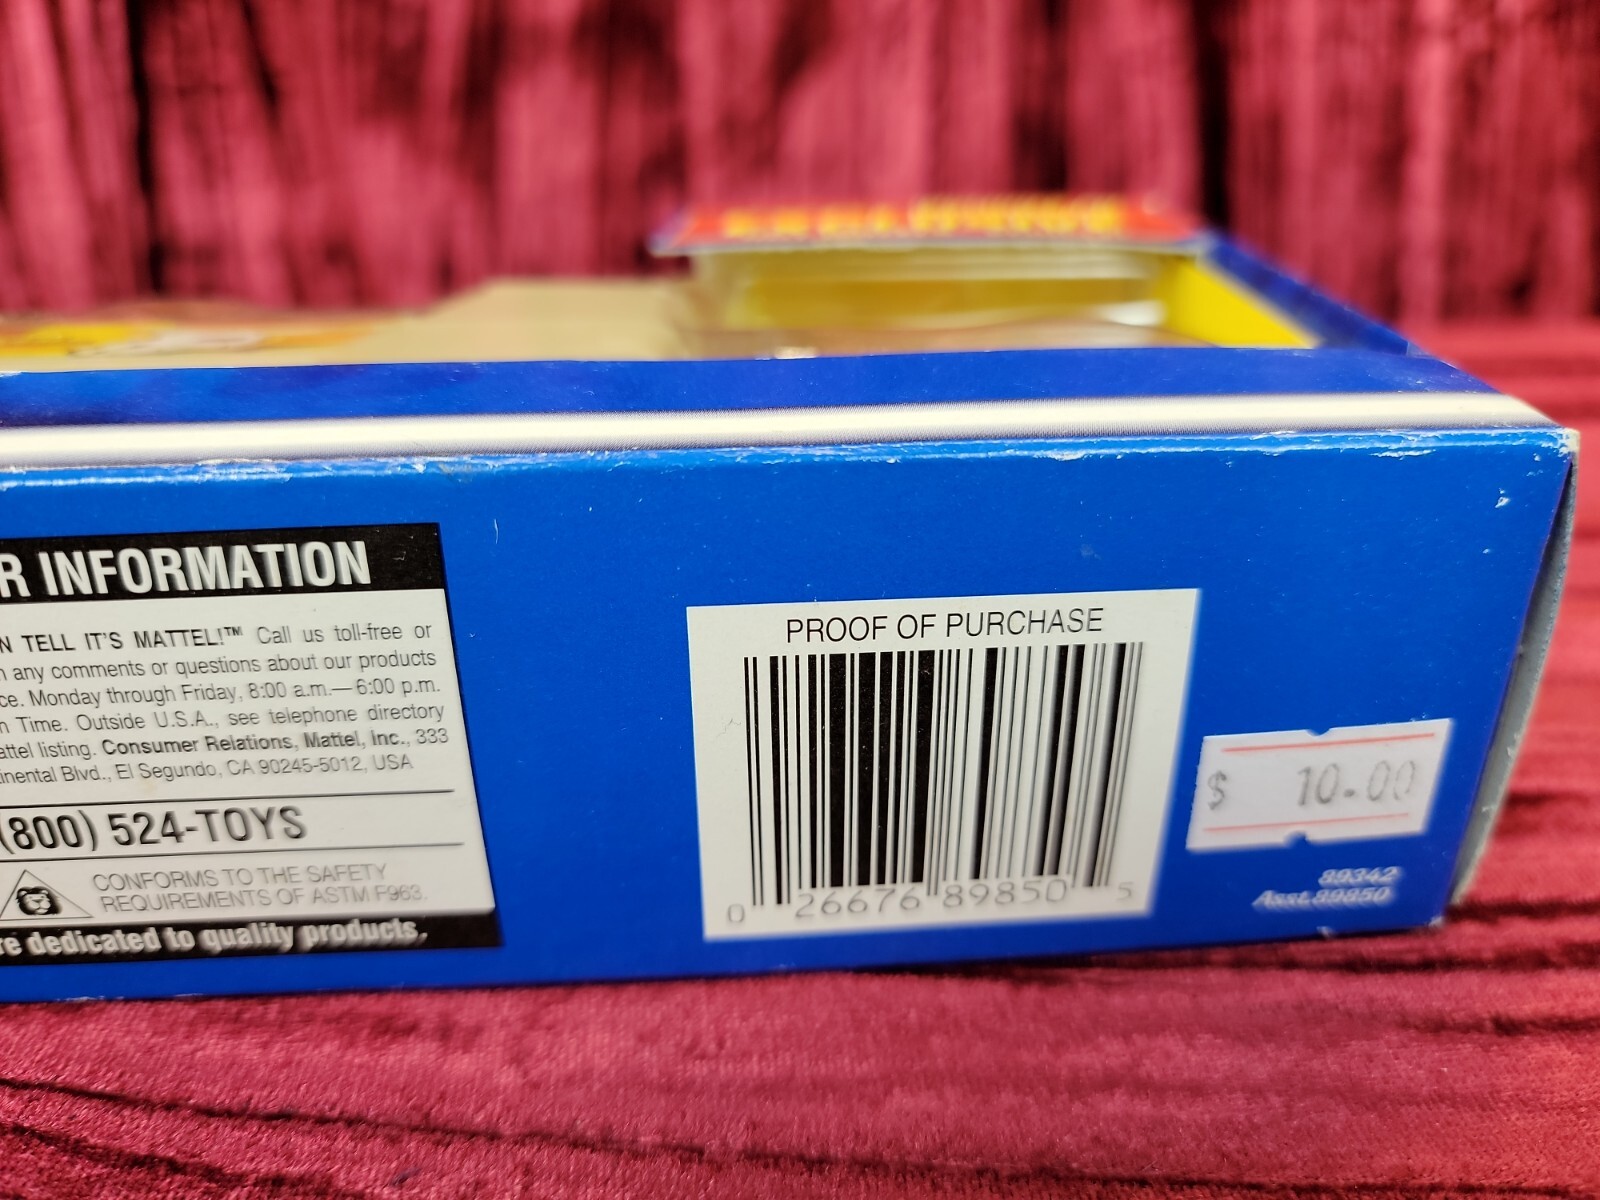 R INFORMATION
N TELL IT'S MATTEL!™ Call us toll-free or
any comments or questions about our products
ce. Monday through Friday, 8:00 a.m.—6:00 p.m.
n Time. Outside U.S.A., see telephone directory
attel listing. Consumer Relations, Mattel, Inc., 333
inental Blvd., El Segundo, CA 90245-5012, USA
(800) 524-TOYS
CONFORMS TO THE SAFETY
REQUIREMENTS OF ASTM F963.
re dedicated to quality products.
PROOF OF PURCHASE
0 26676 89850 5
$ 10.00
89342
Asst. 89850